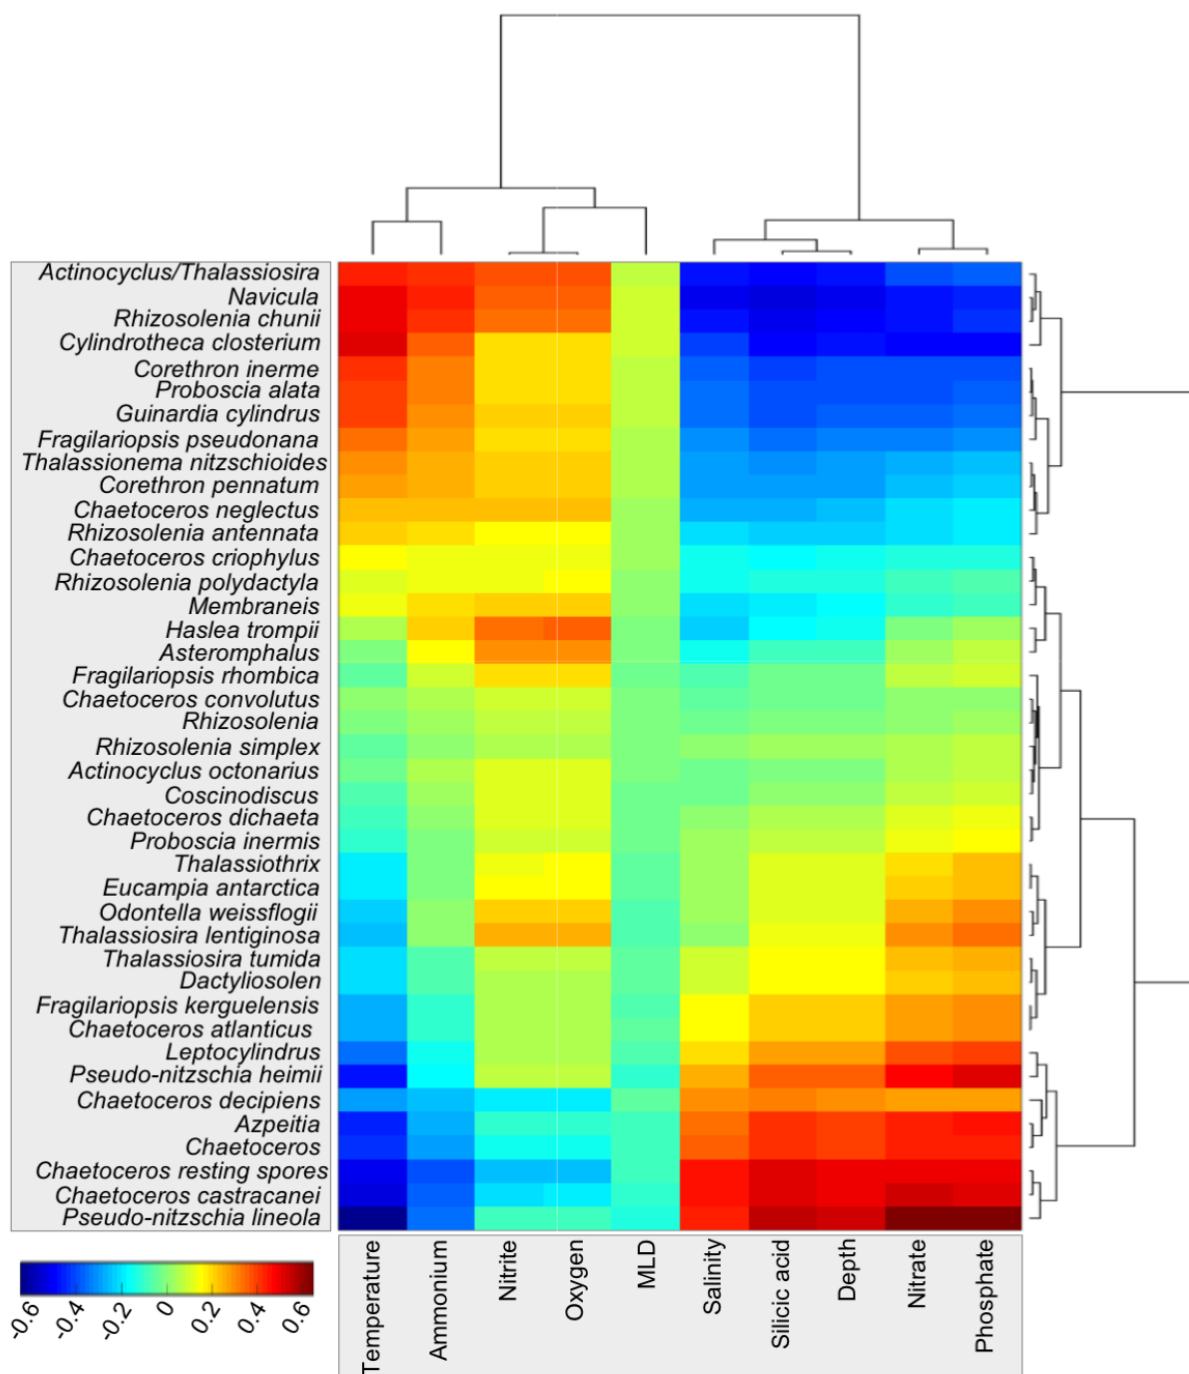 Actinocyclus/Thalassiosira
Navicula
Rhizosolenia chunii
Cylindrotheca closterium
Corethron inerme
Proboscia alata
Guinardia cylindrus
Fragilariopsis pseudonana
Thalassionema nitzschioides
Corethron pennatum
Chaetoceros neglectus
Rhizosolenia antennata
Chaetoceros criophylus
Rhizosolenia polydactyla
Membraneis
Haslea trompii
Asteromphalus
Fragilariopsis rhombica
Chaetoceros convolutus
Rhizosolenia
Rhizosolenia simplex
Actinocyclus octonarius
Coscinodiscus
Chaetoceros dichaeta
Proboscia inermis
Thalassiothrix
Eucampia antarctica
Odontella weissflogii
Thalassiosira lentiginosa
Thalassiosira tumida
Dactyliosolen
Fragilariopsis kerguelensis
Chaetoceros atlanticus
Leptocylindrus
Pseudo-nitzschia heimii
Chaetoceros decipiens
Azpeitia
Chaetoceros
Chaetoceros resting spores
Chaetoceros castracanei
Pseudo-nitzschia lineola
-0.6 -0.4 -0.2 0 0.2 0.4 0.6
Temperature
Ammonium
Nitrite
Oxygen
MLD
Salinity
Silicic acid
Depth
Nitrate
Phosphate